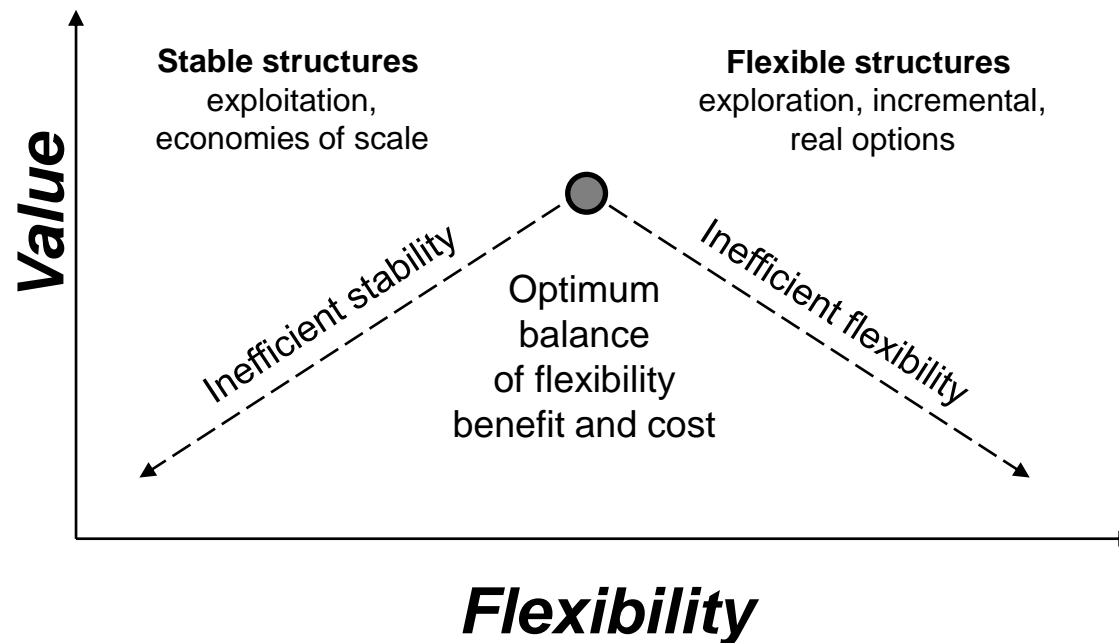 Stable structures
exploitation,
economies of scale
Flexible structures
exploration, incremental,
real options
Value
Inefficient stability
Inefficient flexibility
Optimum
balance
of flexibility
benefit and cost
Flexibility